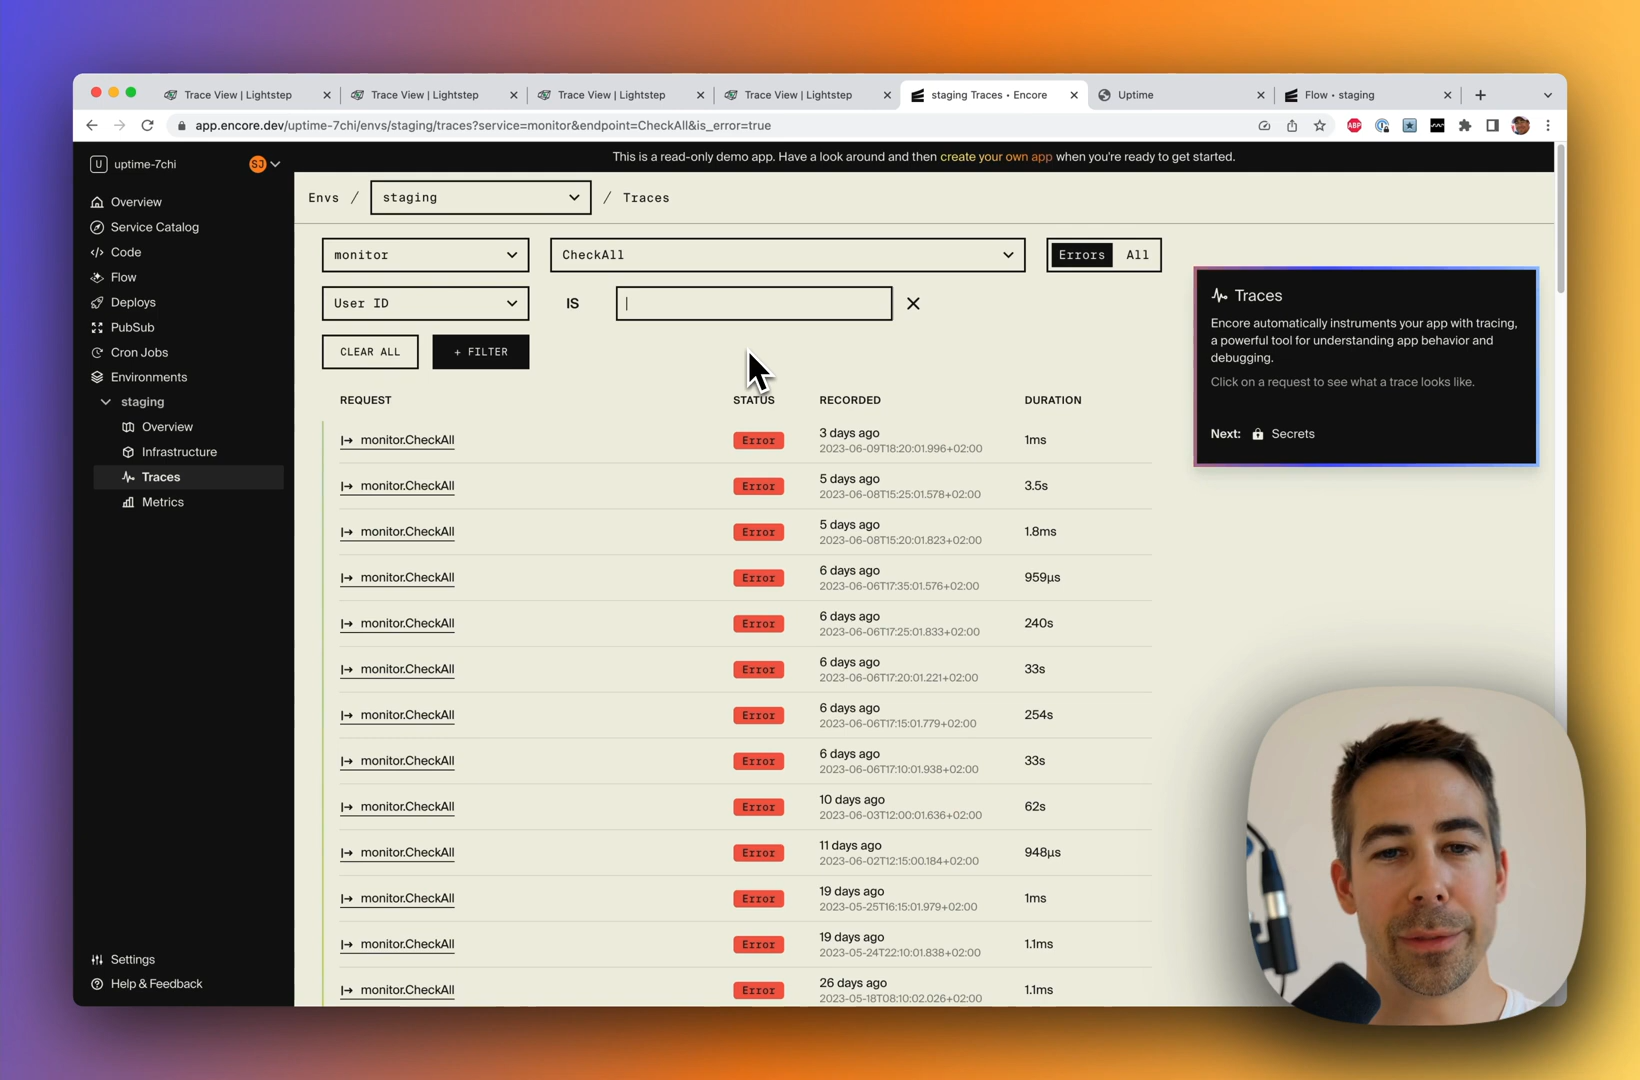 Trace View | Lightstep
Trace View | Lightstep
Trace View | Lightstep
Trace View | Lightstep
staging Traces • Encore
Uptime
Flow • staging
app.encore.dev/uptime-7chi/envs/staging/traces?service=monitor&endpoint=CheckAll&is_error=true
ABP
U uptime-7chi SJ
This is a read-only demo app. Have a look around and then create your own app when you're ready to get started.
Overview
Service Catalog
Code
Flow
Deploys
PubSub
Cron Jobs
Environments
staging
Overview
Infrastructure
Traces
Metrics
Settings
Help & Feedback
Envs / staging / Traces
monitor CheckAll Errors All
User ID IS
CLEAR ALL + FILTER
REQUEST STATUS RECORDED DURATION
monitor.CheckAll Error 3 days ago 1ms
2023-06-09T18:20:01.996+02:00
monitor.CheckAll Error 5 days ago 3.5s
2023-06-08T15:25:01.578+02:00
monitor.CheckAll Error 5 days ago 1.8ms
2023-06-08T15:20:01.823+02:00
monitor.CheckAll Error 6 days ago 959μs
2023-06-06T17:35:01.576+02:00
monitor.CheckAll Error 6 days ago 240s
2023-06-06T17:25:01.833+02:00
monitor.CheckAll Error 6 days ago 33s
2023-06-06T17:20:01.221+02:00
monitor.CheckAll Error 6 days ago 254s
2023-06-06T17:15:01.779+02:00
monitor.CheckAll Error 6 days ago 33s
2023-06-06T17:10:01.938+02:00
monitor.CheckAll Error 10 days ago 62s
2023-06-03T12:00:01.636+02:00
monitor.CheckAll Error 11 days ago 948μs
2023-06-02T12:15:00.184+02:00
monitor.CheckAll Error 19 days ago 1ms
2023-05-25T16:15:01.979+02:00
monitor.CheckAll Error 19 days ago 1.1ms
2023-05-24T22:10:01.838+02:00
monitor.CheckAll Error 26 days ago 1.1ms
2023-05-18T08:10:02.026+02:00
Traces
Encore automatically instruments your app with tracing,
a powerful tool for understanding app behavior and
debugging.
Click on a request to see what a trace looks like.
Next: Secrets